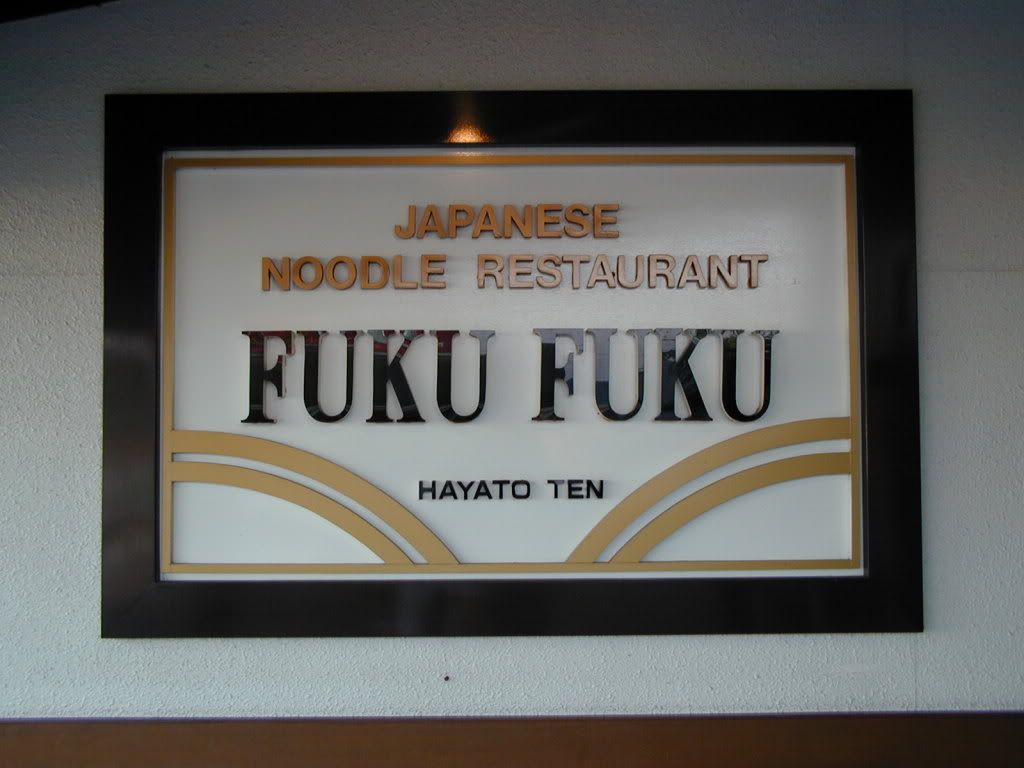 JAPANESE
NOODLE RESTAURANT
FUKU FUKU
HAYATO TEN